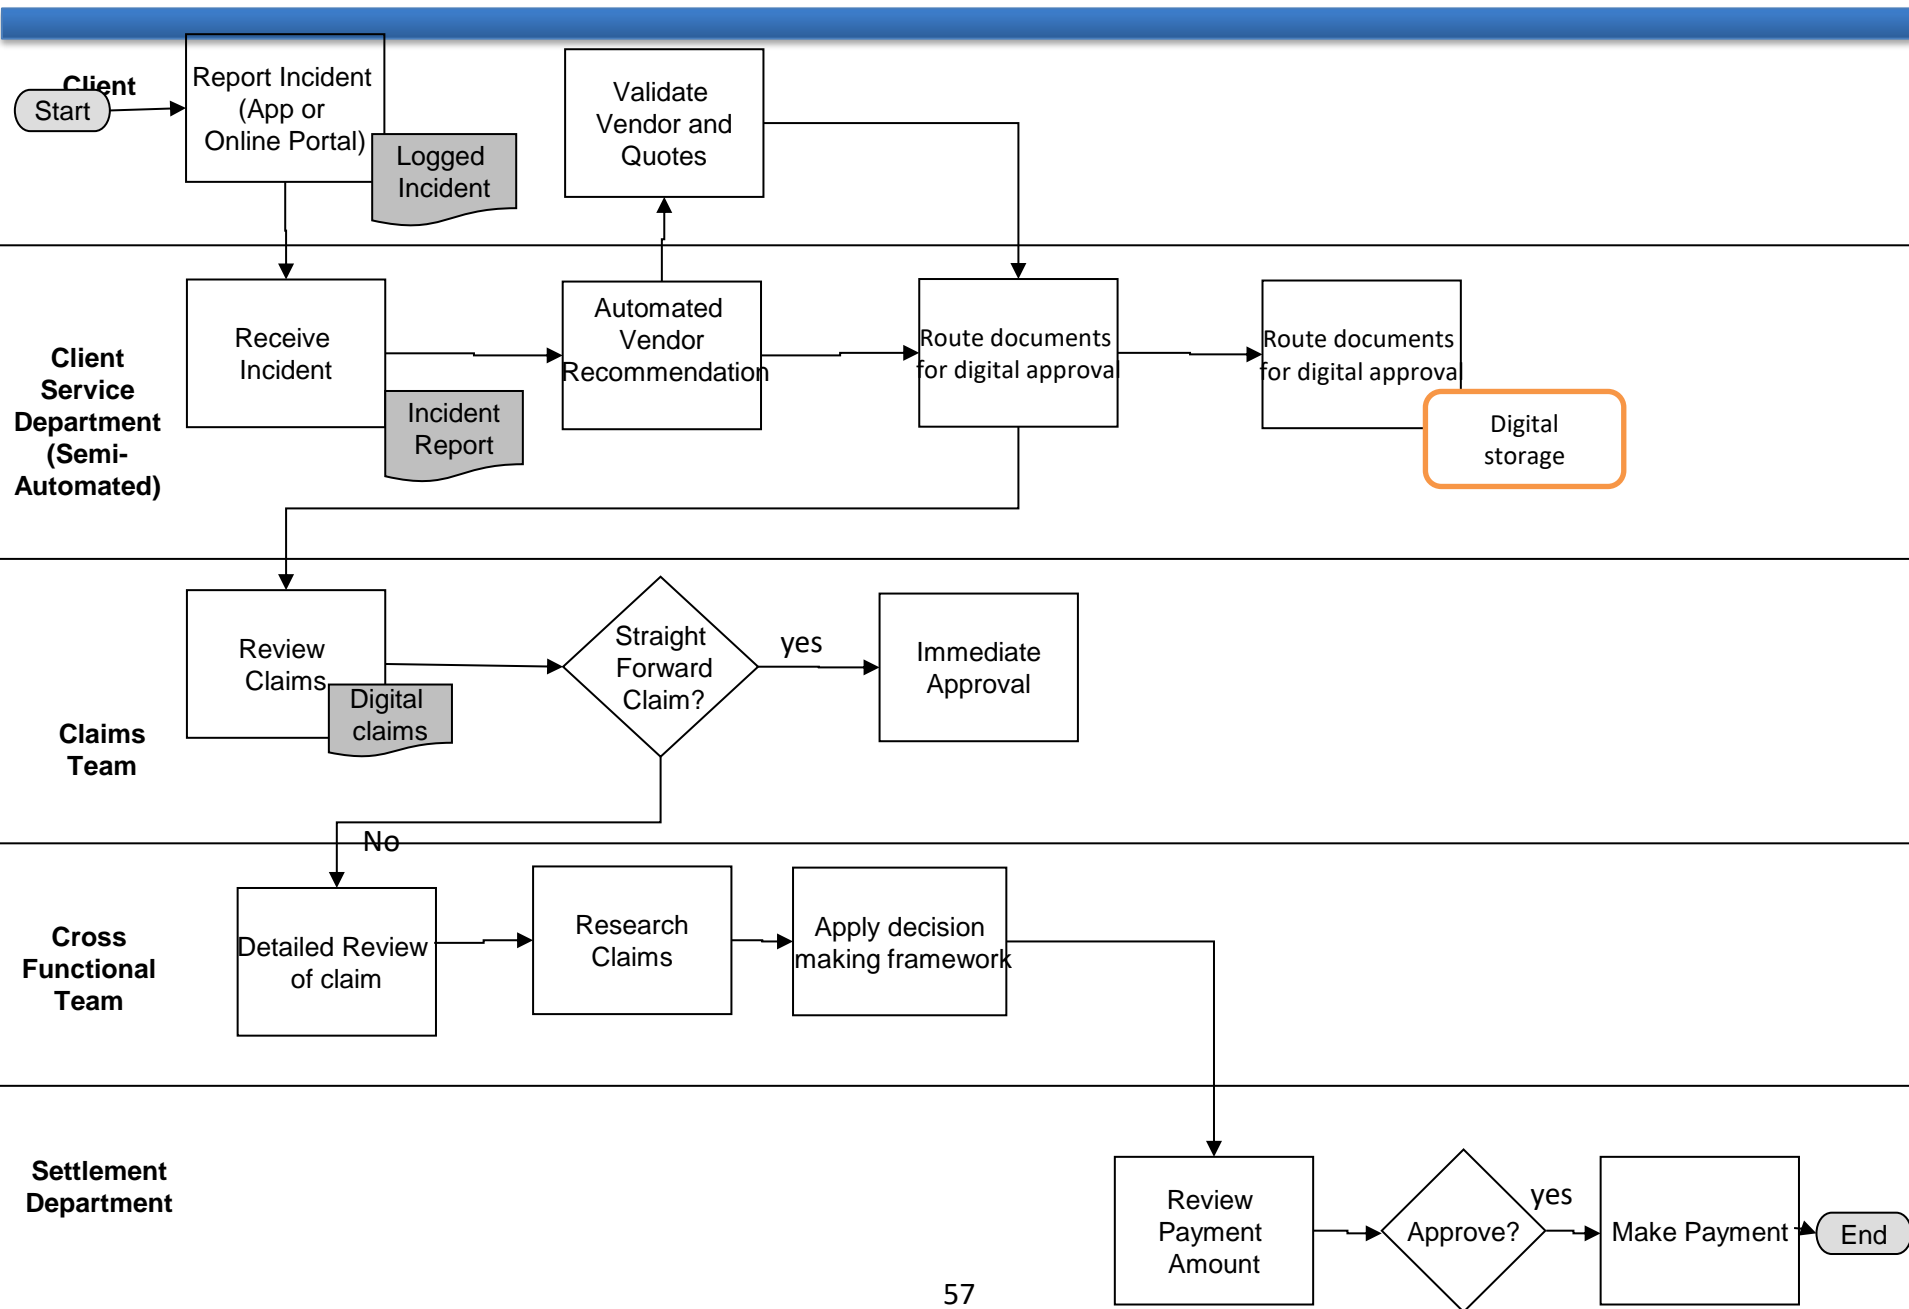 Client
Start
Report Incident
(App or
Online Portal)
Logged
Incident
Validate
Vendor and
Quotes
Client
Service
Department
(Semi-
Automated)
Receive
Incident
Incident
Report
Automated
Vendor
Recommendation
Route documents
for digital approval
Route documents
for digital approval
Digital
storage
Claims
Team
Review
Claims
Digital
claims
Straight
Forward
Claim?
yes
Immediate
Approval
No
Cross
Functional
Team
Detailed Review
of claim
Research
Claims
Apply decision
making framework
Settlement
Department
Review
Payment
Amount
Approve?
yes
Make Payment
End
57